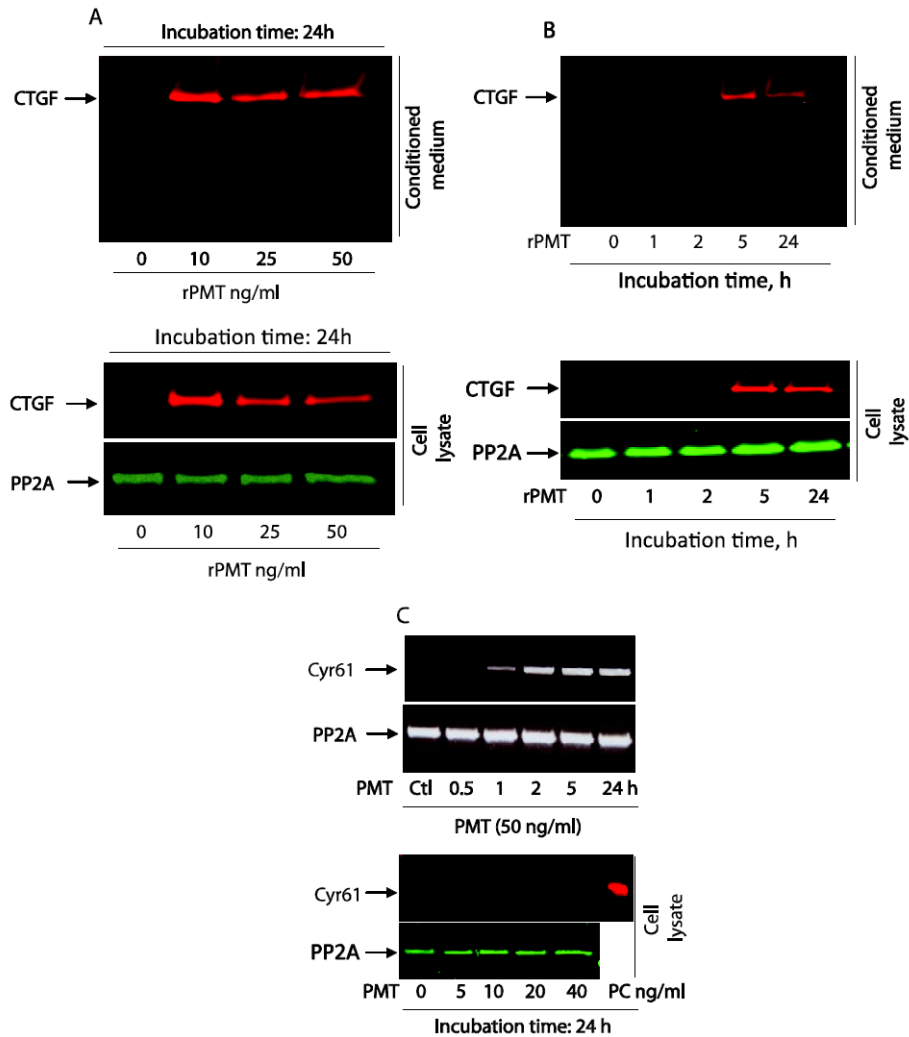 A
Incubation time: 24h
CTGF
Conditioned
medium
0 10 25 50
rPMT ng/ml
Incubation time: 24h
CTGF
PP2A
Cell
lysate
0 10 25 50
rPMT ng/ml
B
CTGF
Conditioned
medium
rPMT 0 1 2 5 24
Incubation time, h
CTGF
PP2A
Cell
lysate
rPMT 0 1 2 5 24
Incubation time, h
C
Cyr61
PP2A
PMT Ctl 0.5 1 2 5 24 h
PMT (50 ng/ml)
Cyr61
PP2A
Cell
lysate
PMT 0 5 10 20 40 PC ng/ml
Incubation time: 24 h